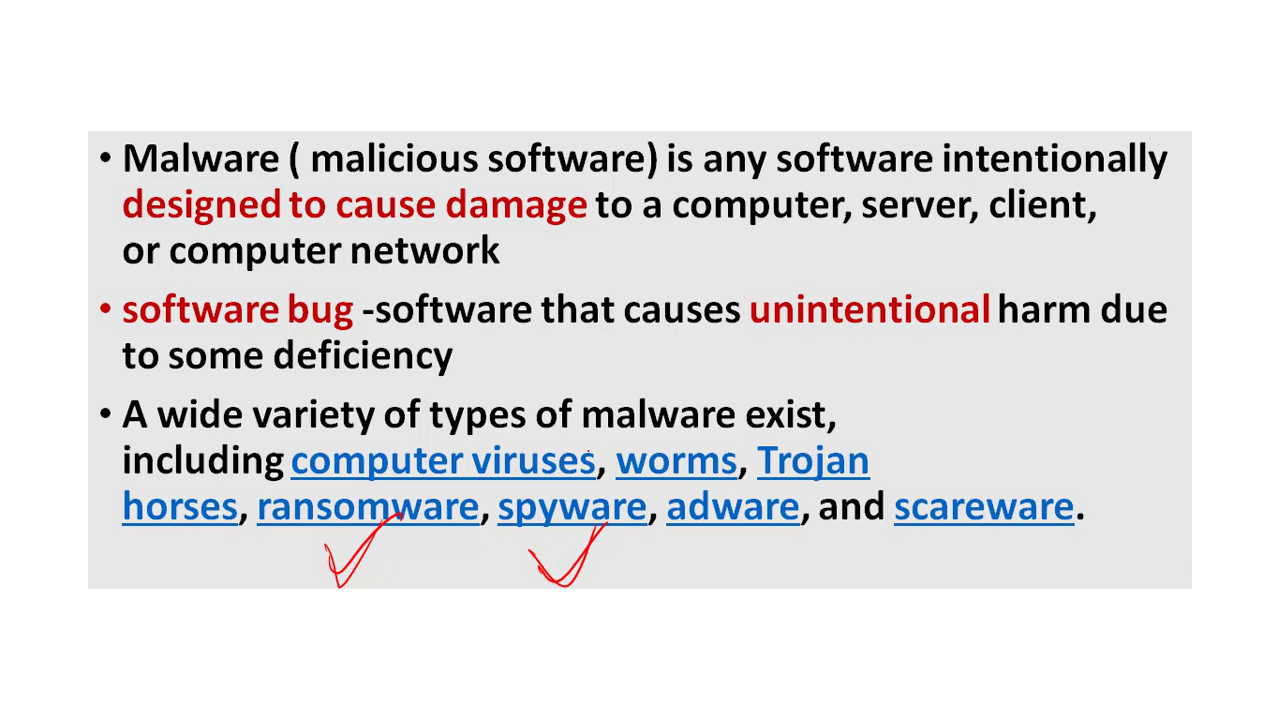 • Malware ( malicious software) is any software intentionally
designed to cause damage to a computer, server, client,
or computer network
• software bug -software that causes unintentional harm due
to some deficiency
• A wide variety of types of malware exist,
including computer viruses, worms, Trojan
horses, ransomware, spyware, adware, and scareware.